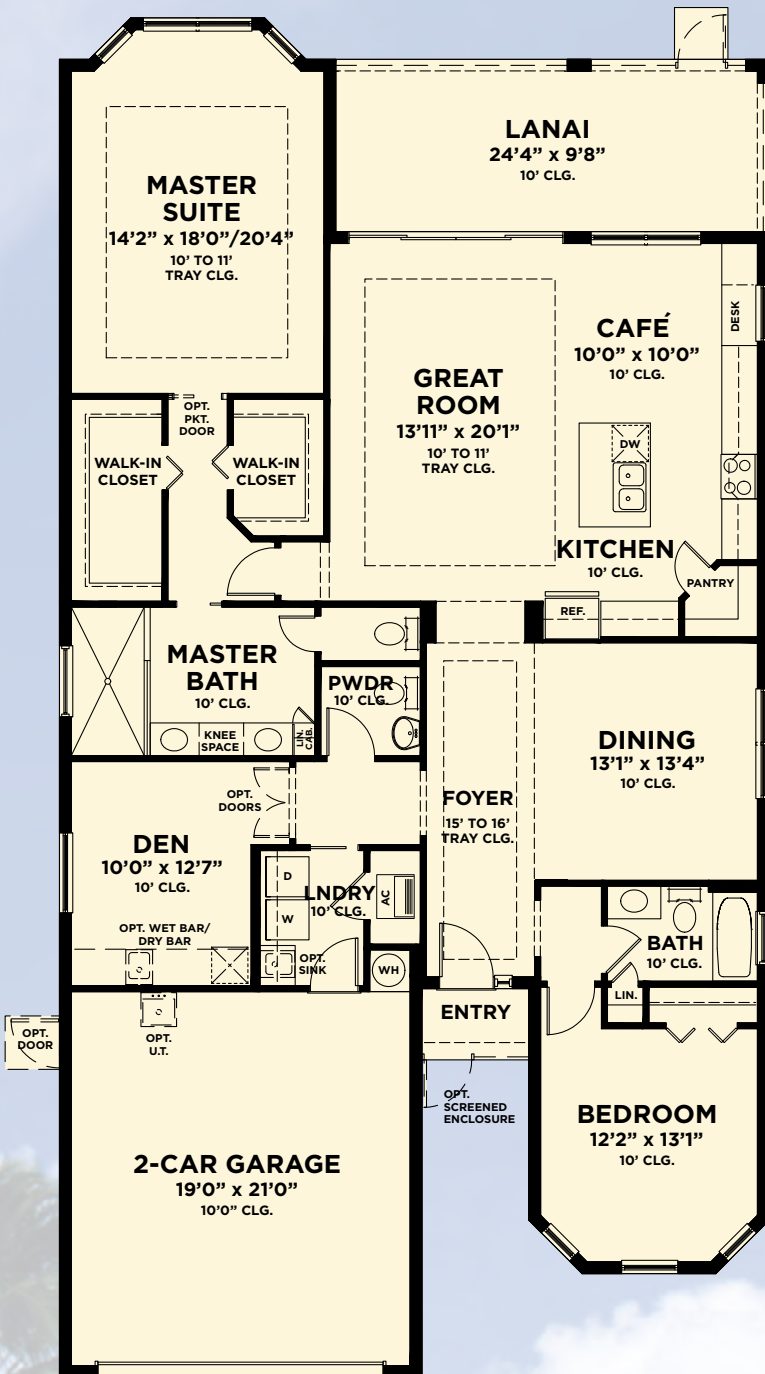 LANAI
24’4” x 9’8”
10’ CLG.
MASTER
SUITE
14’2” x 18’0”/20’4”
10’ TO 11’
TRAY CLG.
DESK
CAFÉ
10’0” x 10’0”
10’ CLG.
GREAT
ROOM
13’11” x 20’1”
10’ TO 11’
TRAY CLG.
OPT.
PKT.
DOOR
WALK-IN
CLOSET
WALK-IN
CLOSET
DW
KITCHEN
10’ CLG.
PANTRY
REF.
MASTER
BATH
10’ CLG.
PWDR
10’ CLG.
KNEE
SPACE
LIN.
CAB.
DINING
13’1” x 13’4”
10’ CLG.
FOYER
15’ TO 16’
TRAY CLG.
OPT.
DOORS
DEN
10’0” x 12’7”
10’ CLG.
D
LNDRY
10’ CLG.
AC
W
OPT. WET BAR/
DRY BAR
OPT.
SINK
WH
BATH
10’ CLG.
LIN.
ENTRY
OPT.
DOOR
OPT.
U.T.
OPT.
SCREENED
ENCLOSURE
BEDROOM
12’2” x 13’1”
10’ CLG.
2-CAR GARAGE
19’0” x 21’0”
10’0” CLG.